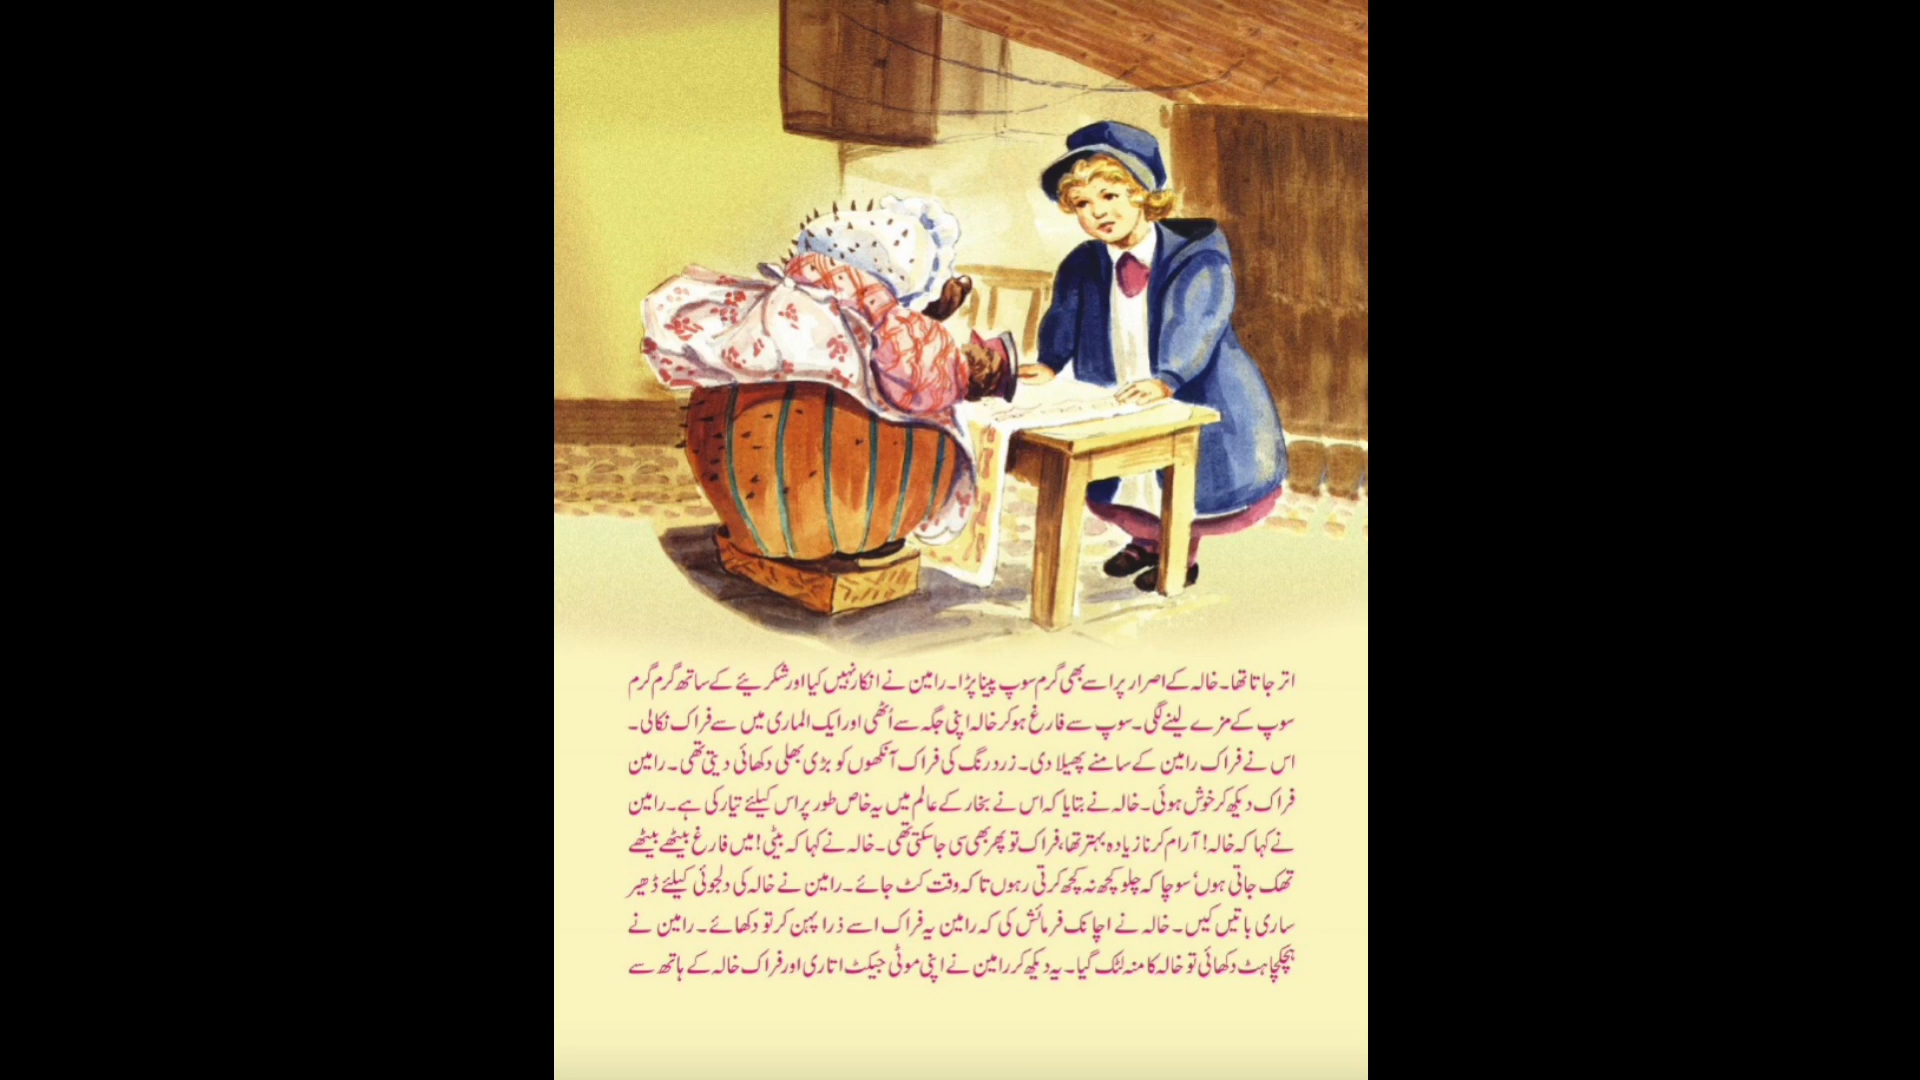 اتر جاتا تھا۔ خالہ کے اصرار پر اسے بھی گرم سوپ پینا پڑا۔ رامین نے انکار نہیں کیا اور شکریئے کے ساتھ گرم گرم
سوپ کے مزے لینے لگی۔ سوپ سے فارغ ہو کر خالہ اپنی جگہ سے اُٹھی اور ایک الماری میں سے فراک نکالی۔
اس نے فراک رامین کے سامنے پھیلا دی۔ زرد رنگ کی فراک آنکھوں کو بڑی بھلی دکھائی دیتی تھی۔ رامین
فراک دیکھ کر خوش ہوئی۔ خالہ نے بتایا کہ اس نے بخار کے عالم میں یہ خاص طور پر اس کیلئے تیار کی ہے۔ رامین
نے کہا کہ خالہ! آرام کرنا زیادہ بہتر تھا، فراک تو پھر بھی سی جا سکتی تھی۔ خالہ نے کہا کہ بیٹی! میں فارغ بیٹھے بیٹھے
تھک جاتی ہوں‘ سوچا کہ چلو کچھ نہ کچھ کرتی رہوں تا کہ وقت کٹ جائے۔ رامین نے خالہ کی دلجوئی کیلئے ڈھیر
ساری باتیں کیں۔ خالہ نے اچانک فرمائش کی کہ رامین یہ فراک اسے ذرا پہن کر تو دکھائے۔ رامین نے
ہچکچاہٹ دکھائی تو خالہ کا منہ لٹک گیا۔ یہ دیکھ کر رامین نے اپنی موٹی جیکٹ اتاری اور فراک خالہ کے ہاتھ سے